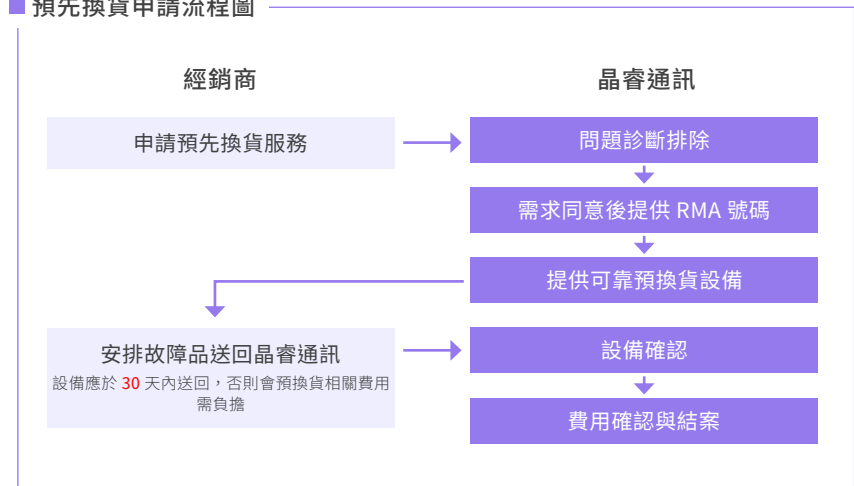 預先換貨申請流程圖
經銷商
晶睿通訊
申請預先換貨服務
問題診斷排除
需求同意後提供 RMA 號碼
提供可靠預換貨設備
安排故障品送回晶睿通訊
設備應於 30 天內送回，否則會預換貨相關費用
需負擔
設備確認
費用確認與結案